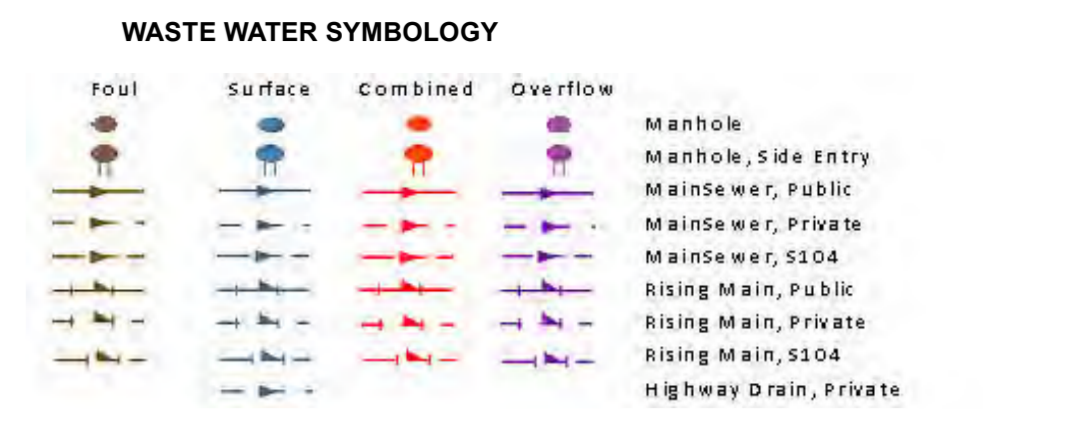 WASTE WATER SYMBOLOGY
Foul Surface Combined Overflow
Manhole
Manhole, Side Entry
MainSewer, Public
MainSewer, Private
MainSewer, S104
Rising Main, Public
Rising Main, Private
Rising Main, S104
Highway Drain, Private